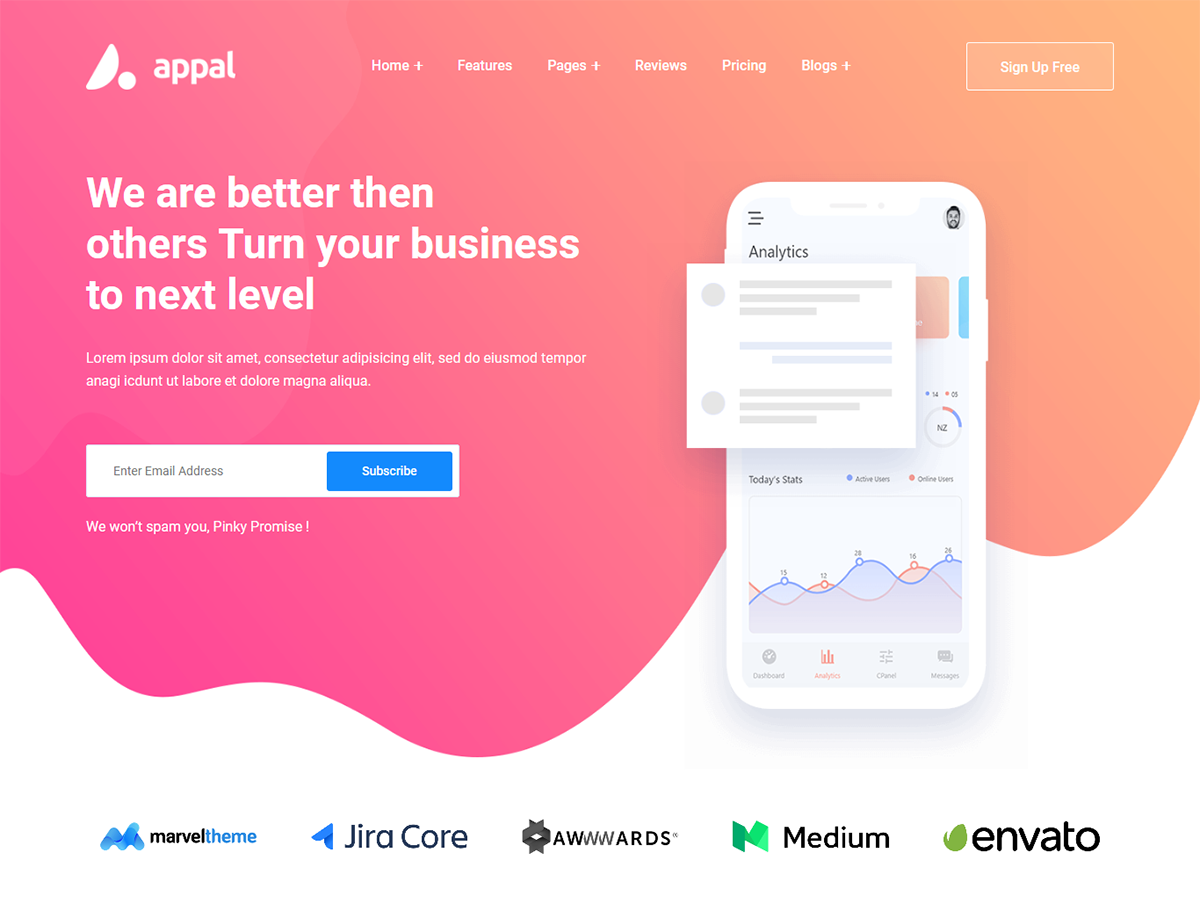 appal
Home + Features Pages + Reviews Pricing Blogs + Sign Up Free
We are better then
others Turn your business
to next level
Lorem ipsum dolor sit amet, consectetur adipisicing elit, sed do eiusmod tempor
anagi icdunt ut labore et dolore magna aliqua.
Enter Email Address Subscribe
We won't spam you, Pinky Promise !
Analytics
14 05
NZ
Today's Stats Active Users Online Users
15 12 28 16 26
Dashboard Analytics CPanel Messages
marveltheme Jira Core AWWWARDS Medium envato